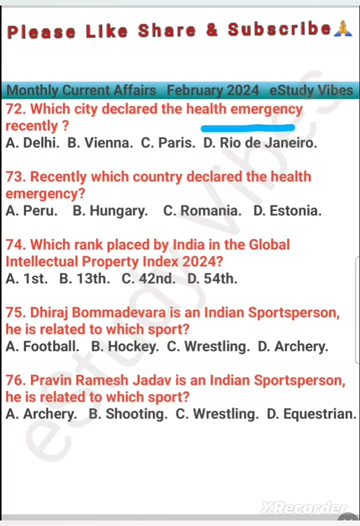 Please Like Share & Subscribe🙏
Monthly Current Affairs February 2024 eStudy Vibes
72. Which city declared the health emergency
recently ?
A. Delhi. B. Vienna. C. Paris. D. Rio de Janeiro.
73. Recently which country declared the health
emergency?
A. Peru. B. Hungary. C. Romania. D. Estonia.
74. Which rank placed by India in the Global
Intellectual Property Index 2024?
A. 1st. B. 13th. C. 42nd. D. 54th.
75. Dhiraj Bommadevara is an Indian Sportsperson,
he is related to which sport?
A. Football. B. Hockey. C. Wrestling. D. Archery.
76. Pravin Ramesh Jadav is an Indian Sportsperson,
he is related to which sport?
A. Archery. B. Shooting. C. Wrestling. D. Equestrian.
eStudy Vibes
XRecorder